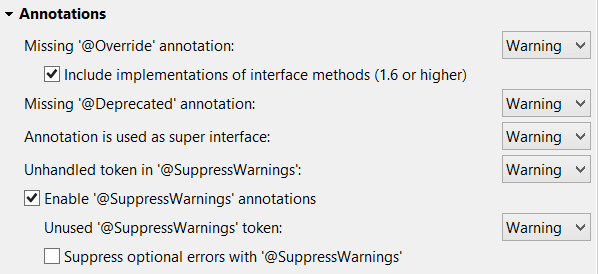 Annotations
Missing '@Override' annotation: Warning
Include implementations of interface methods (1.6 or higher)
Missing '@Deprecated' annotation: Warning
Annotation is used as super interface: Warning
Unhandled token in '@SuppressWarnings': Warning
Enable '@SuppressWarnings' annotations
Unused '@SuppressWarnings' token: Warning
Suppress optional errors with '@SuppressWarnings'